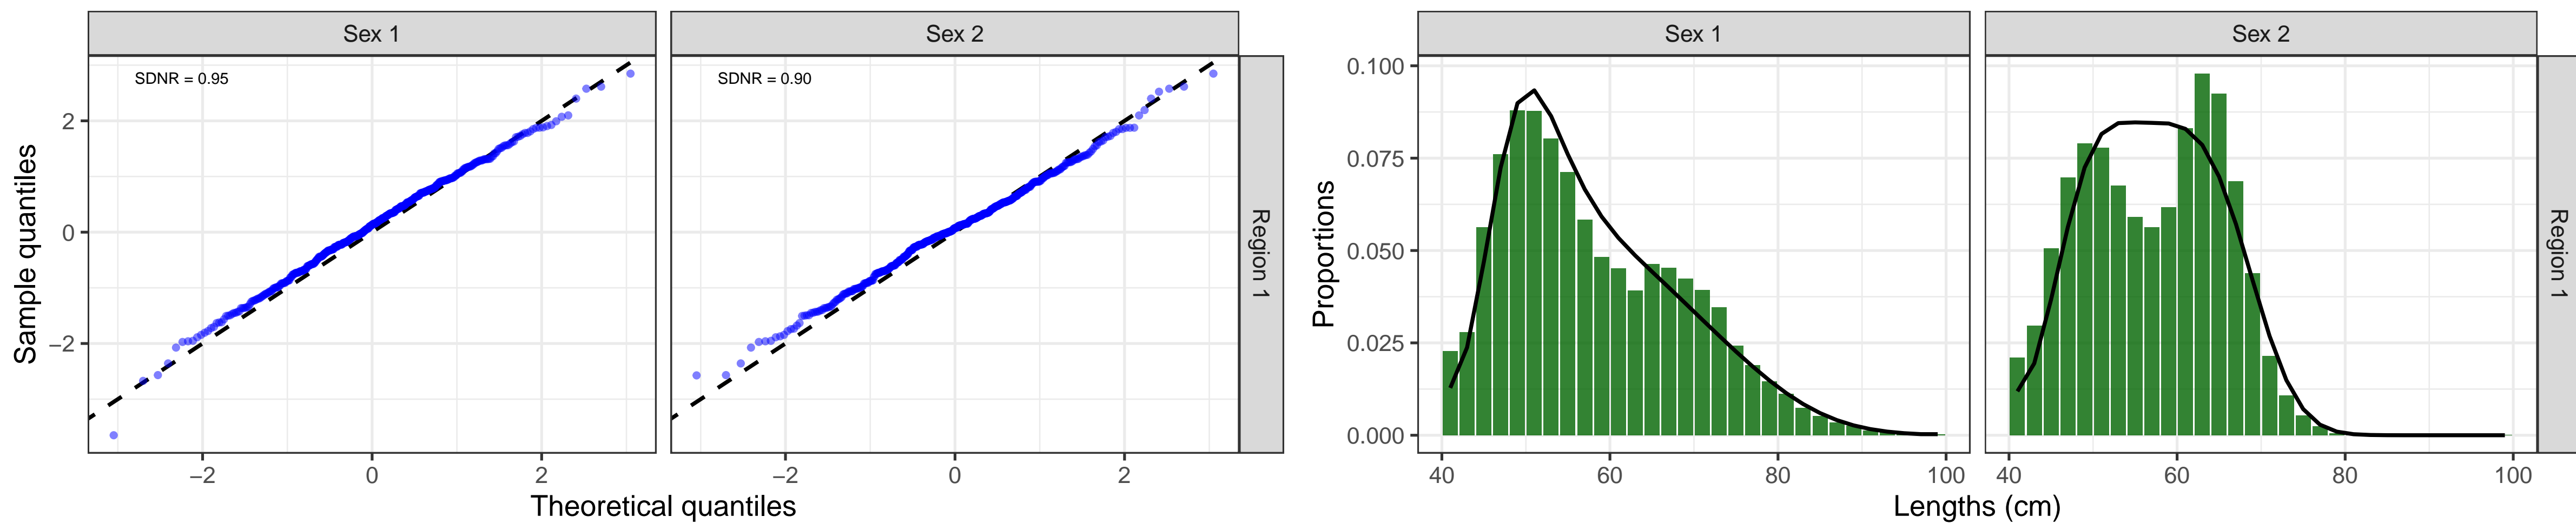 Sex 1
Sex 2
SDNR = 0.95
SDNR = 0.90
Sample quantiles
2
0
−2
−2
0
2
−2
0
2
Theoretical quantiles
Region 1
Sex 1
Sex 2
Proportions
0.100
0.075
0.050
0.025
0.000
40
60
80
100
40
60
80
100
Lengths (cm)
Region 1